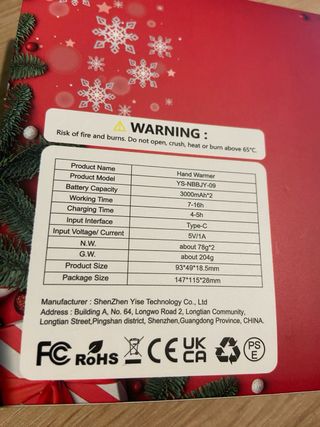 WARNING :
Risk of fire and burns. Do not open, crush, heat or burn above 65℃.
Product Name Hand Warmer
Product Model YS-NBBJY-09
Battery Capacity 3000mAh*2
Working Time 7-16h
Charging Time 4-5h
Input Interface Type-C
Input Voltage/ Current 5V/1A
N.W. about 78g*2
G.W. about 204g
Product Size 93*49*18.5mm
Package Size 147*115*28mm
Manufacturer : ShenZhen Yise Technology Co., Ltd
Address : Building A, No. 64, Longwo Road 2, Longtian Community,
Longtian Street,Pingshan district, Shenzhen,Guangdong Province, CHINA.
FC RoHS CE UK CA PS E